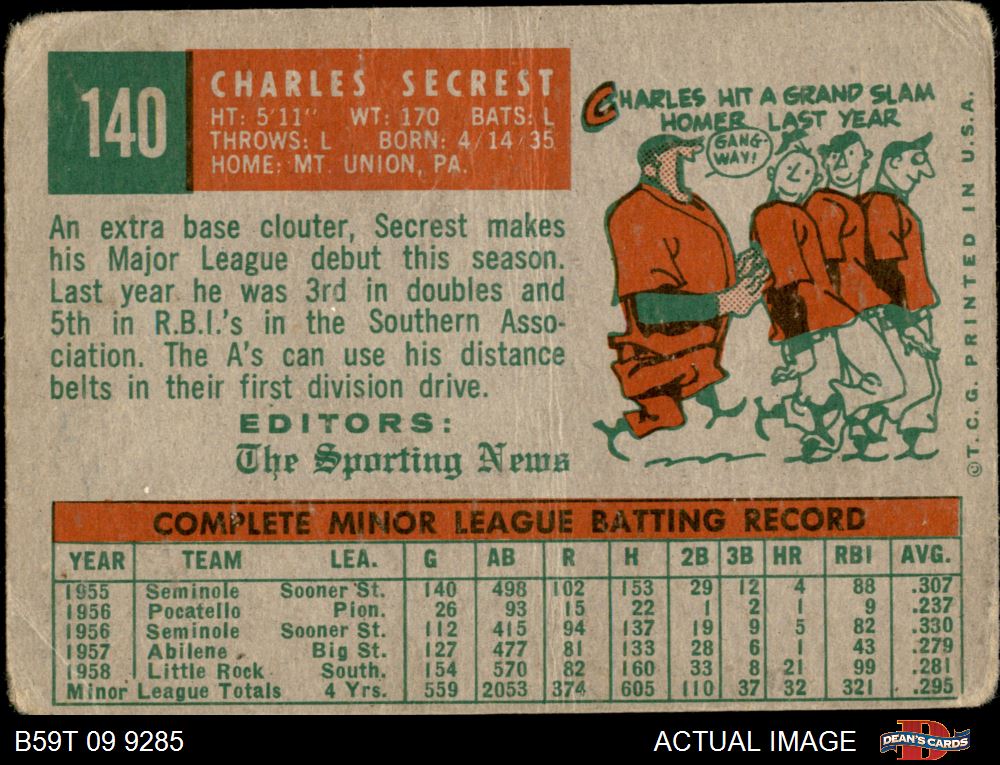 140
CHARLES SECREST
HT: 5'11" WT: 170 BATS: L
THROWS: L BORN: 4/14/35
HOME: MT. UNION, PA.
An extra base clouter, Secrest makes
his Major League debut this season.
Last year he was 3rd in doubles and
5th in R.B.I.'s in the Southern Asso-
ciation. The A's can use his distance
belts in their first division drive.
EDITORS:
The Sporting News
CHARLES HIT A GRAND SLAM
HOMER LAST YEAR
GANG-
WAY!
©T.C.G. PRINTED IN U.S.A.
COMPLETE MINOR LEAGUE BATTING RECORD
YEAR TEAM LEA. G AB R H 2B 3B HR RBI AVG.
1955 Seminole Sooner St. 140 498 102 153 29 12 4 88 .307
1956 Pocatello Pion. 26 93 15 22 1 2 1 9 .237
1956 Seminole Sooner St. 112 415 94 137 19 9 5 82 .330
1957 Abilene Big St. 127 477 81 133 28 6 1 43 .279
1958 Little Rock South. 154 570 82 160 33 8 21 99 .281
Minor League Totals 4 Yrs. 559 2053 374 605 110 37 32 321 .295
B59T 09 9285
ACTUAL IMAGE
DEAN'S CARDS